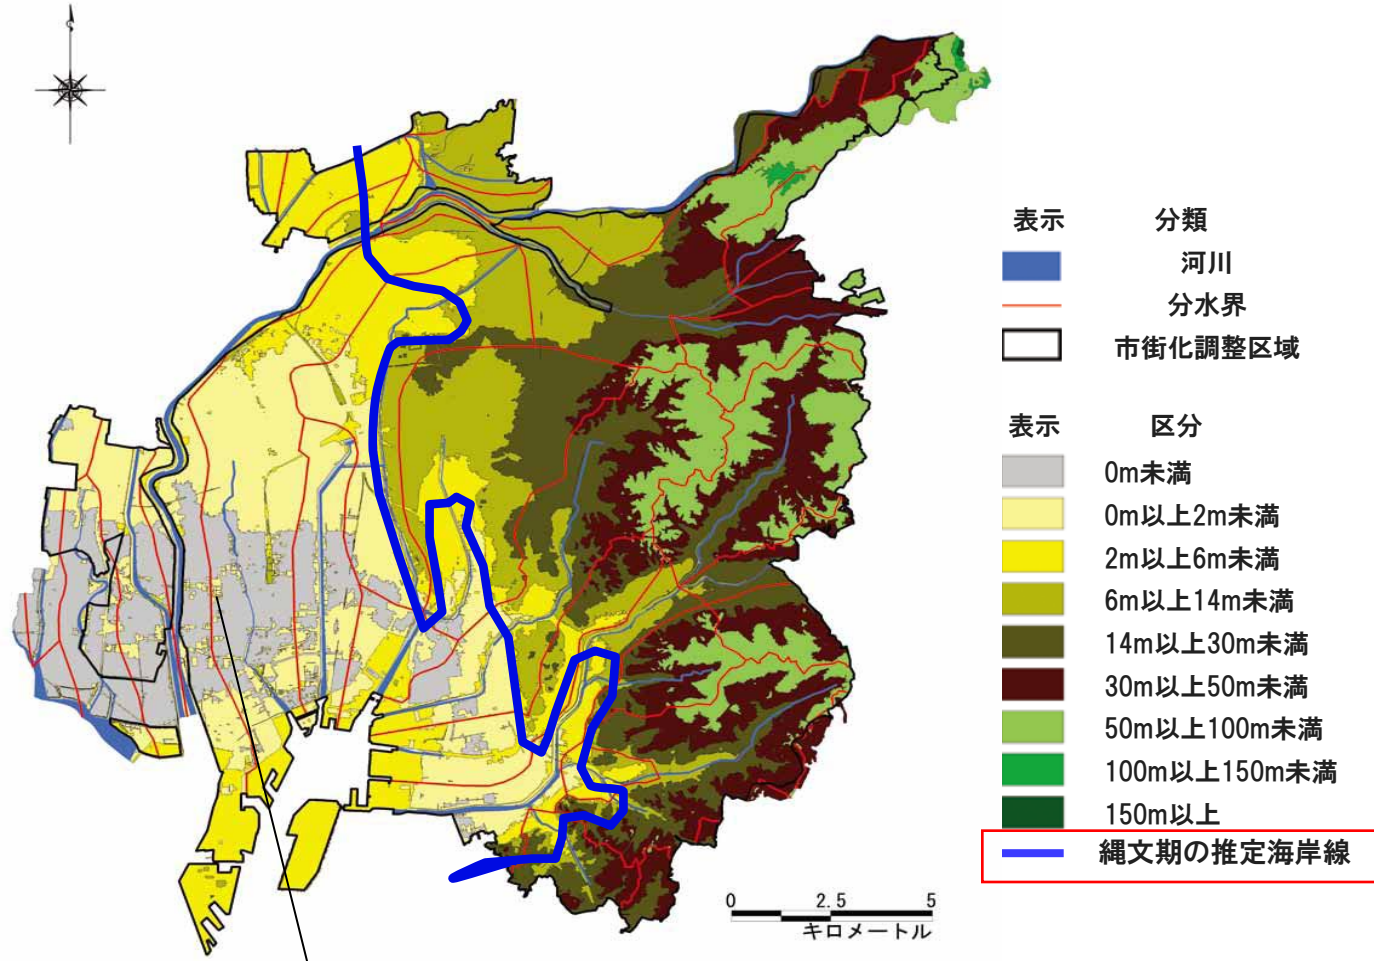 表示 分類
河川
分水界
市街化調整区域
表示 区分
0m未満
0m以上2m未満
2m以上6m未満
6m以上14m未満
14m以上30m未満
30m以上50m未満
50m以上100m未満
100m以上150m未満
150m以上
縄文期の推定海岸線
0 2.5 5
キロメートル